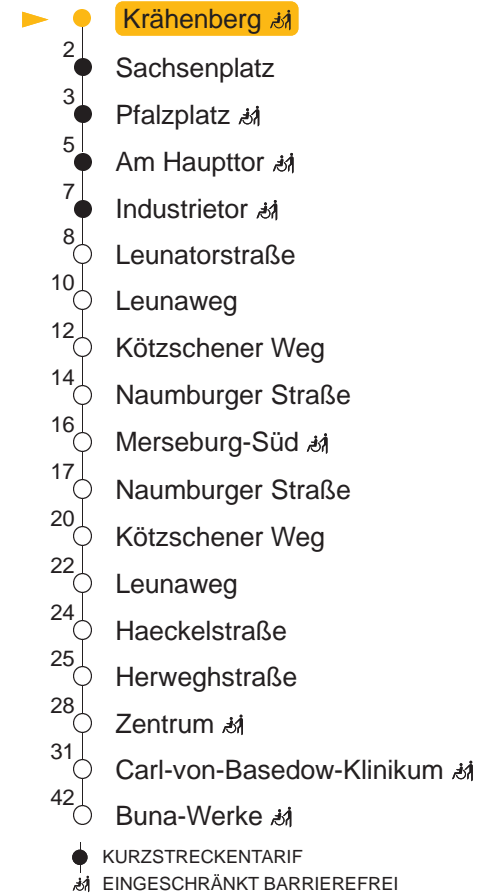 Krähenberg
2
Sachsenplatz
3
Pfalzplatz
5
Am Haupttor
7
Industrietor
8
Leunatorstraße
10
Leunaweg
12
Kötzschener Weg
14
Naumburger Straße
16
Merseburg-Süd
17
Naumburger Straße
20
Kötzschener Weg
22
Leunaweg
24
Haeckelstraße
25
Herweghstraße
28
Zentrum
31
Carl-von-Basedow-Klinikum
42
Buna-Werke
KURZSTRECKENTARIF
EINGESCHRÄNKT BARRIEREFREI